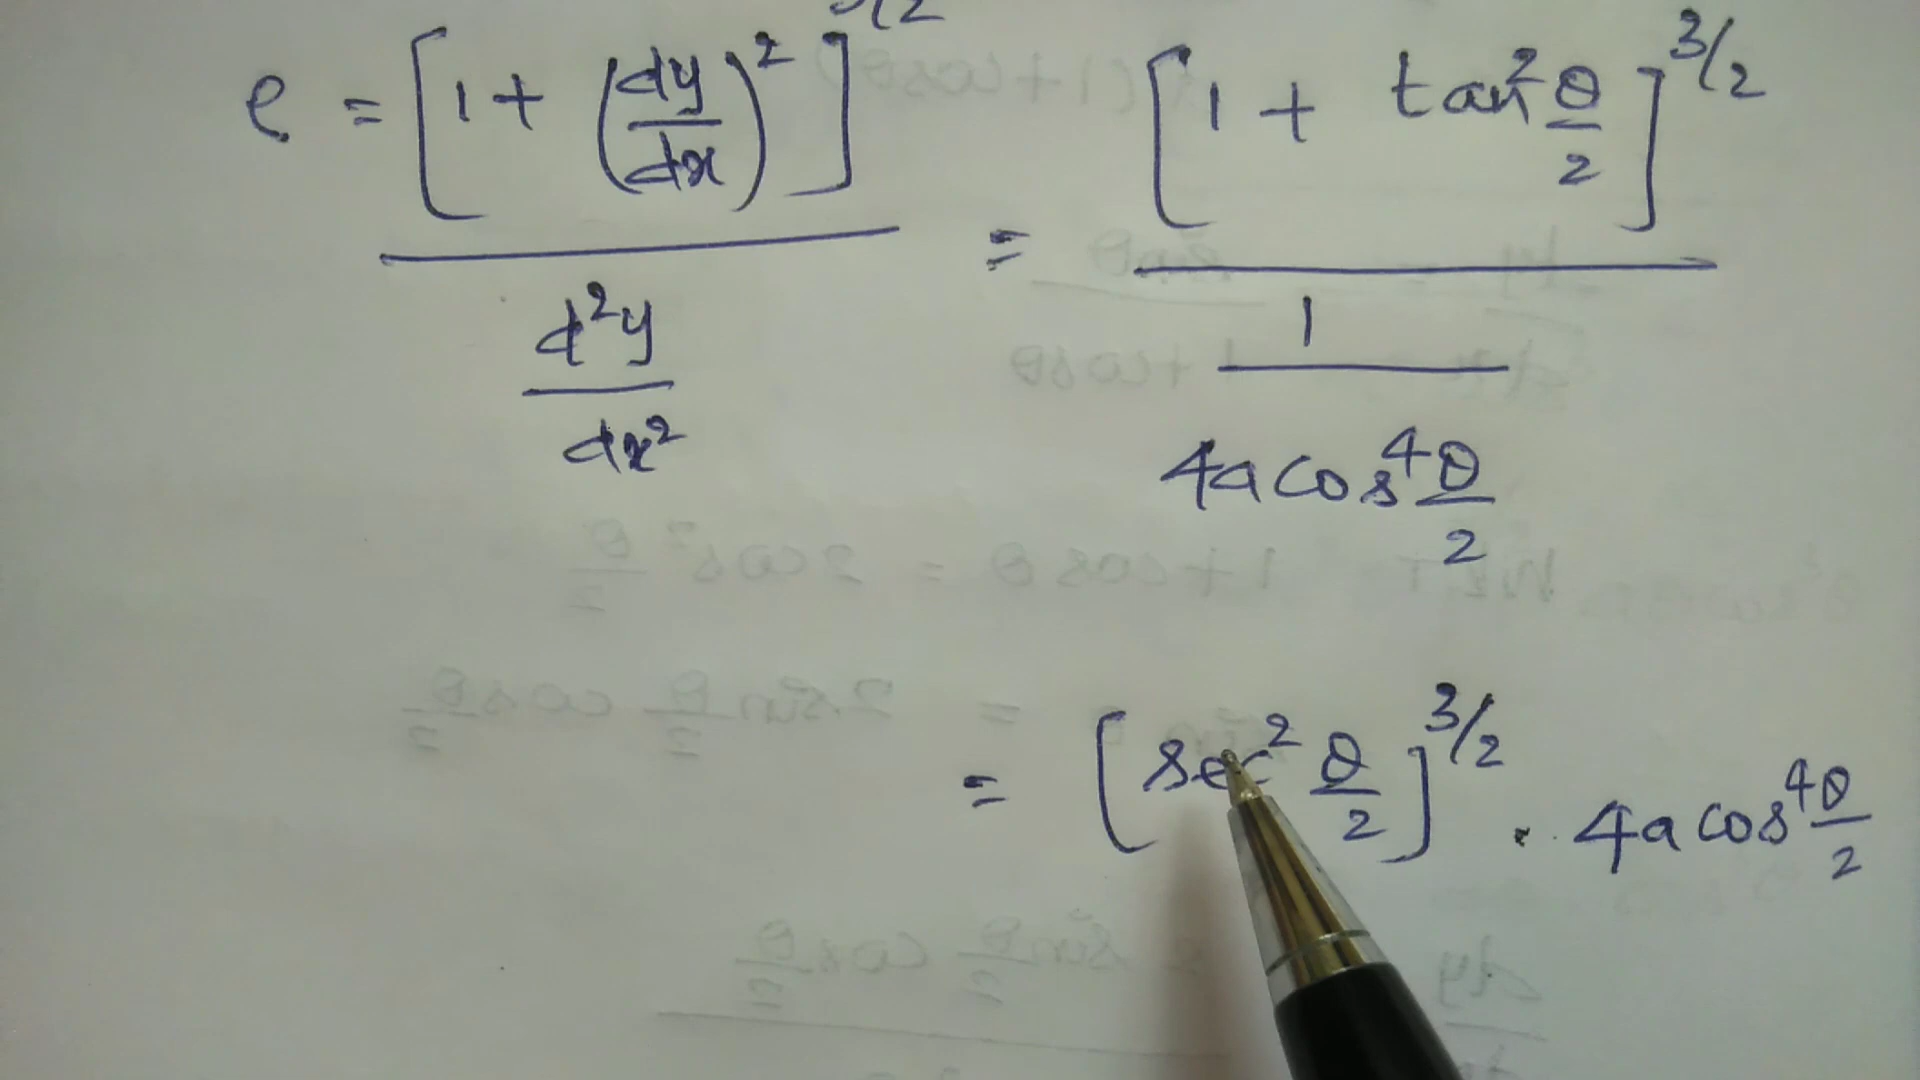 ρ = [1 + (dy/dx)²]^3/2 / d²y/dx² = [1 + tan² θ/2]^3/2 / 1/4a cos⁴ θ/2
= [sec² θ/2]^3/2 . 4a cos⁴ θ/2